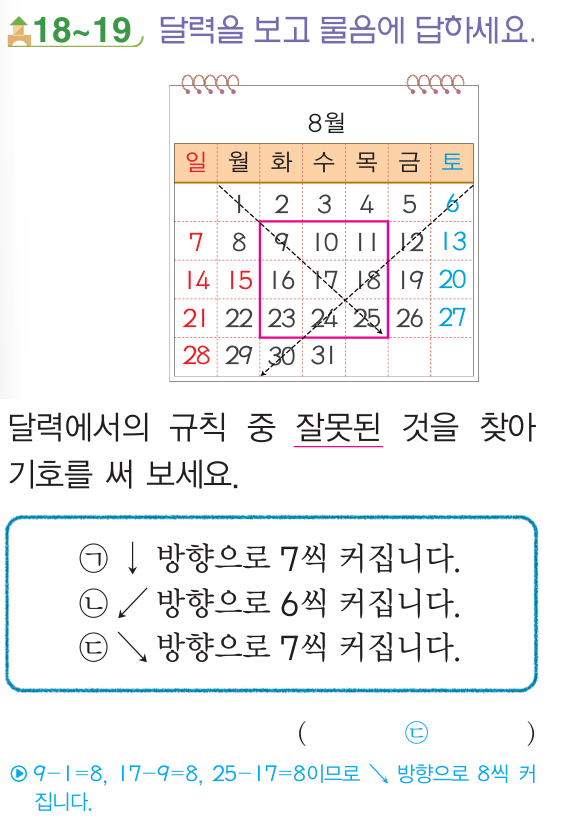 18~19 달력을 보고 물음에 답하세요.
8월
일 월 화 수 목 금 토
1 2 3 4 5 6
7 8 9 10 11 12 13
14 15 16 17 18 19 20
21 22 23 24 25 26 27
28 29 30 31
달력에서의 규칙 중 잘못된 것을 찾아
기호를 써 보세요.
㉠ ↓ 방향으로 7씩 커집니다.
㉡ ↙ 방향으로 6씩 커집니다.
㉢ ↘ 방향으로 7씩 커집니다.
( ㉢ )
9-1=8, 17-9=8, 25-17=8이므로 ↘ 방향으로 8씩 커
집니다.